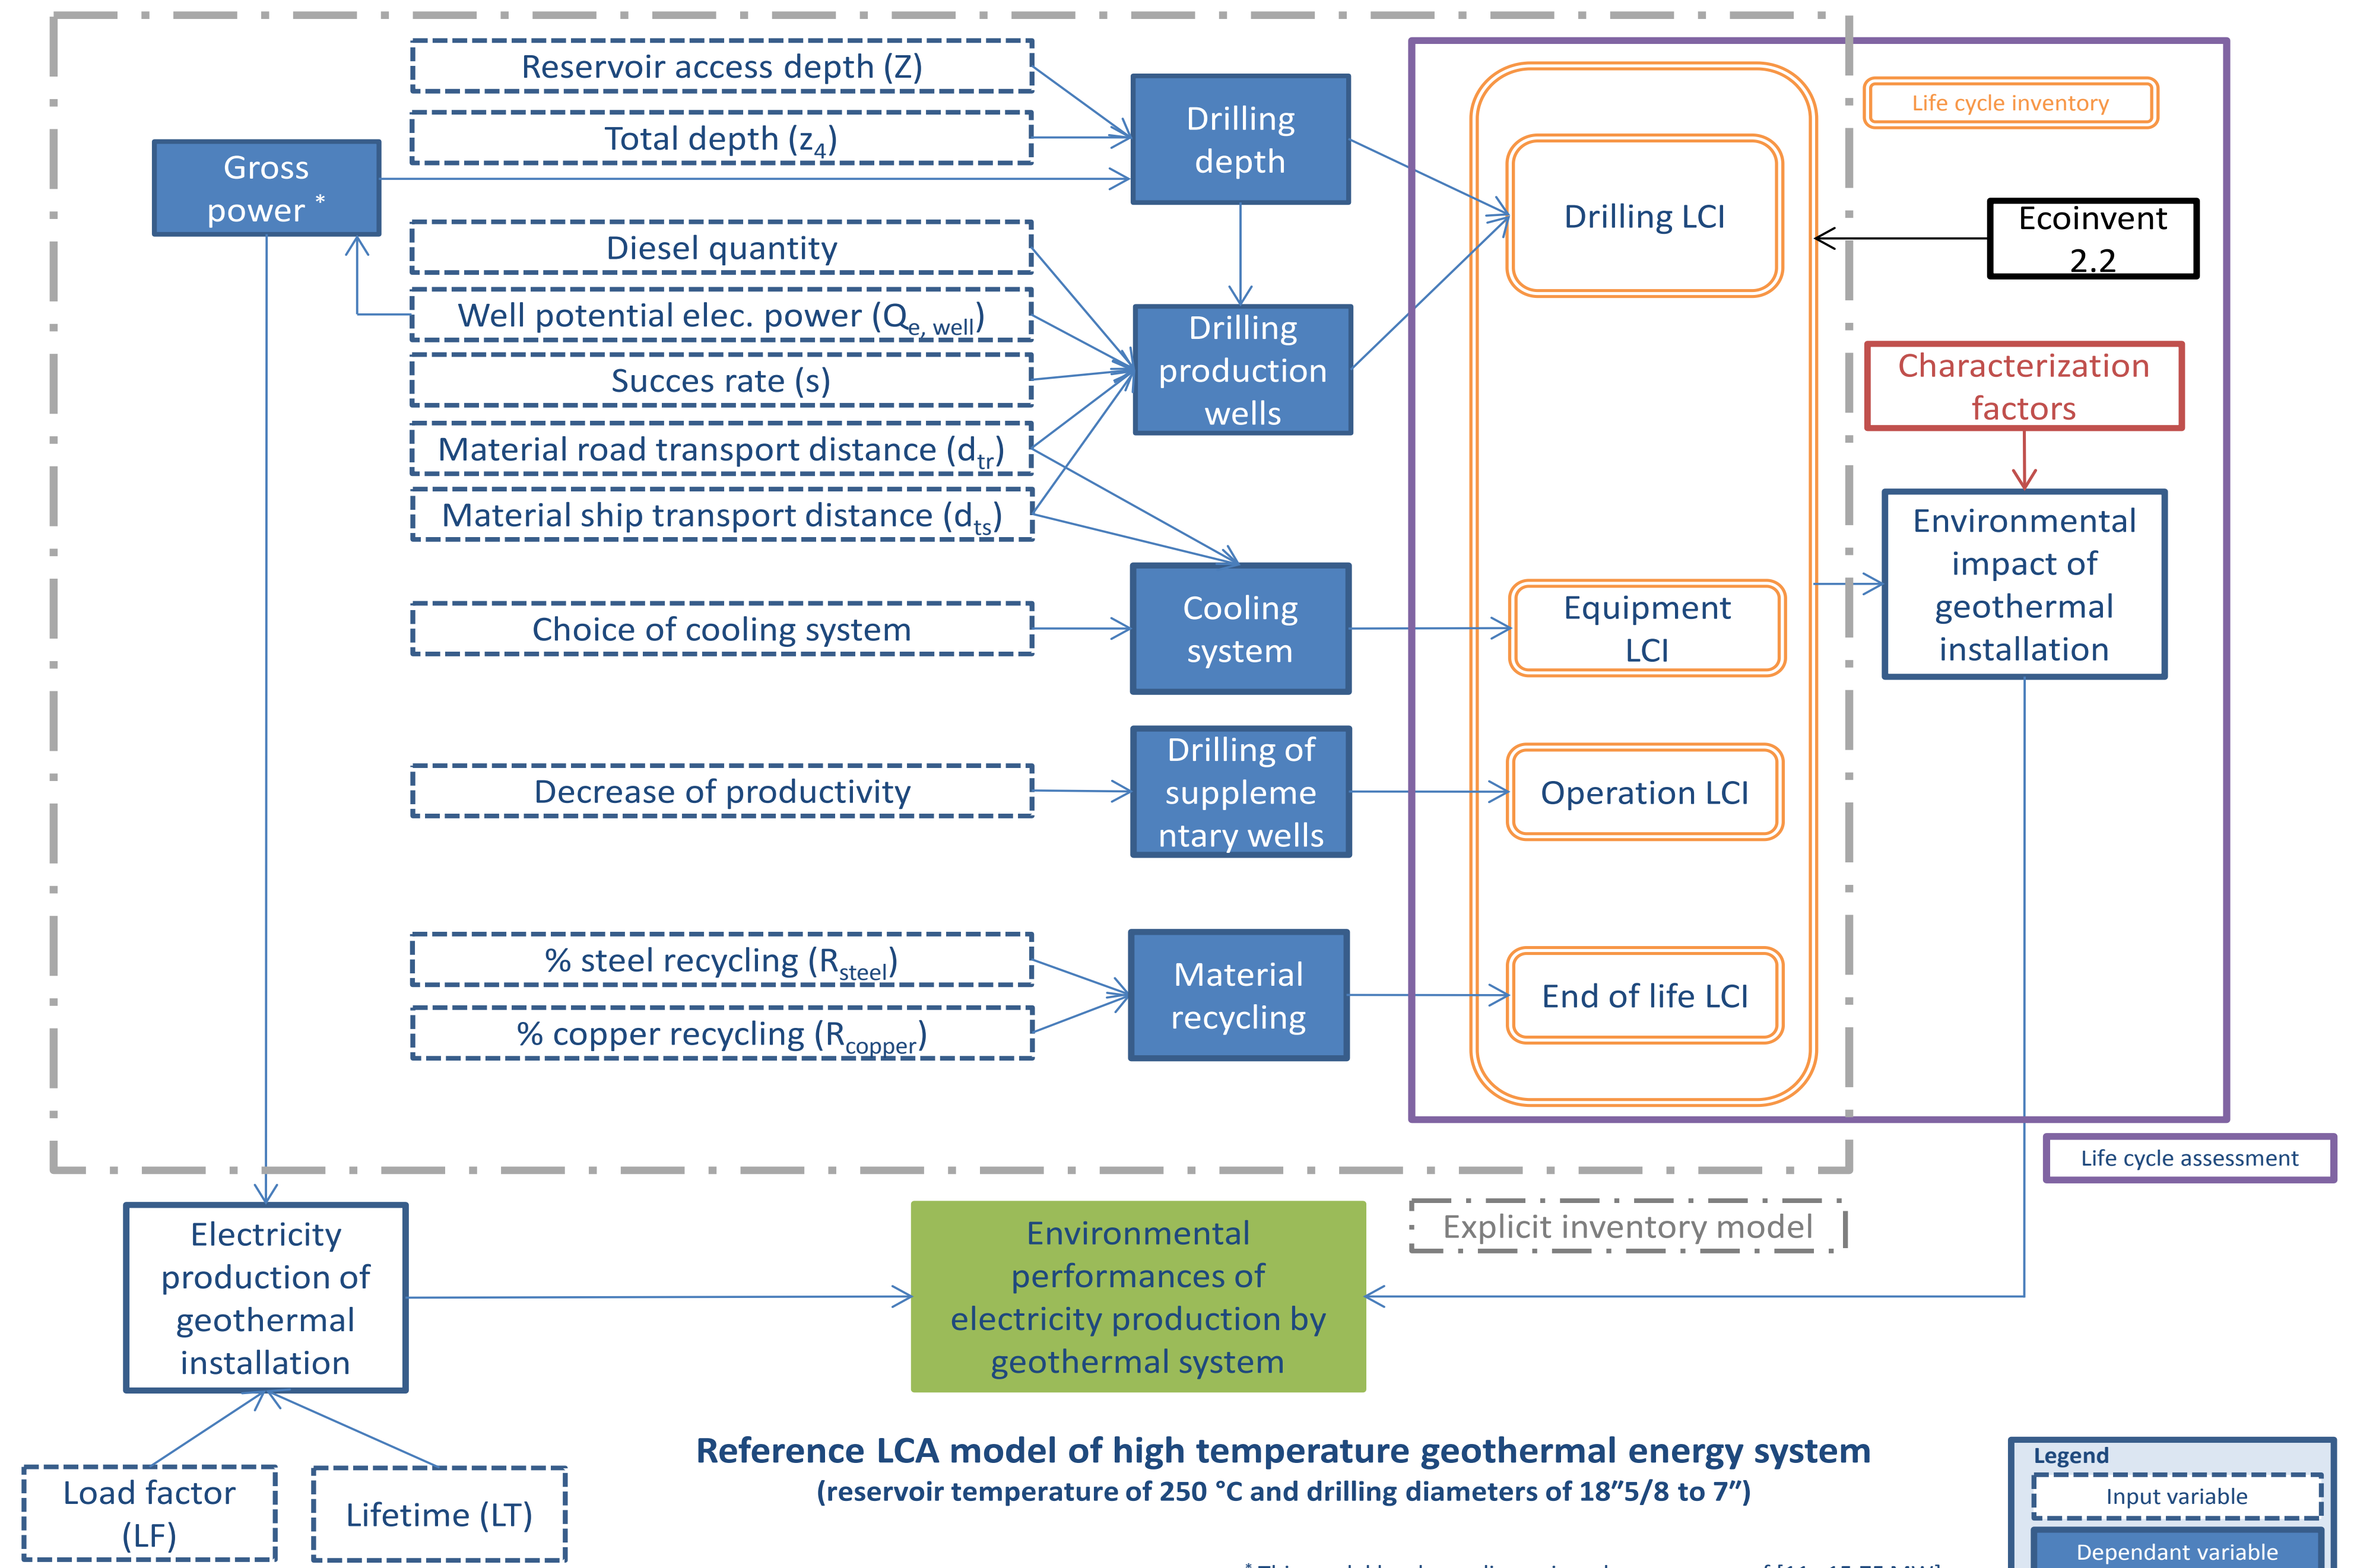 Reservoir access depth (Z)
Total depth (z4)
Gross
power *
Drilling
depth
Diesel quantity
Well potential elec. power (Qe, well)
Succes rate (s)
Material road transport distance (dtr)
Material ship transport distance (dts)
Drilling
production
wells
Choice of cooling system
Cooling
system
Decrease of productivity
Drilling of
suppleme
ntary wells
% steel recycling (Rsteel)
% copper recycling (Rcopper)
Material
recycling
Drilling LCI
Equipment
LCI
Operation LCI
End of life LCI
Life cycle inventory
Ecoinvent
2.2
Characterization
factors
Environmental
impact of
geothermal
installation
Life cycle assessment
Explicit inventory model
Electricity
production of
geothermal
installation
Environmental
performances of
electricity production by
geothermal system
Load factor
(LF)
Lifetime (LT)
Reference LCA model of high temperature geothermal energy system
(reservoir temperature of 250 °C and drilling diameters of 18″5/8 to 7″)
Legend
Input variable
Dependant variable